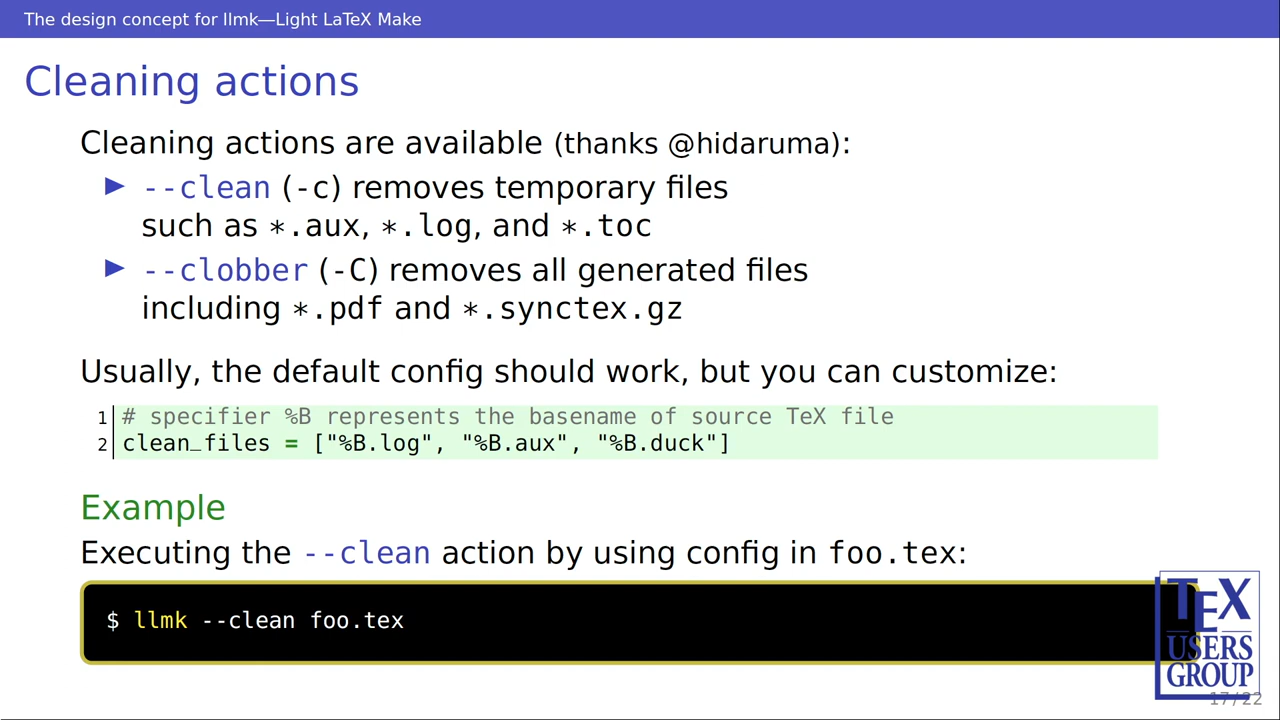 The design concept for llmk—Light LaTeX Make
Cleaning actions
Cleaning actions are available (thanks @hidaruma):
▶ --clean (-c) removes temporary files
such as *.aux, *.log, and *.toc
▶ --clobber (-C) removes all generated files
including *.pdf and *.synctex.gz
Usually, the default config should work, but you can customize:
1 # specifier %B represents the basename of source TeX file
2 clean_files = ["%B.log", "%B.aux", "%B.duck"]
Example
Executing the --clean action by using config in foo.tex:
$ llmk --clean foo.tex
TEX
USERS
GROUP
17/22